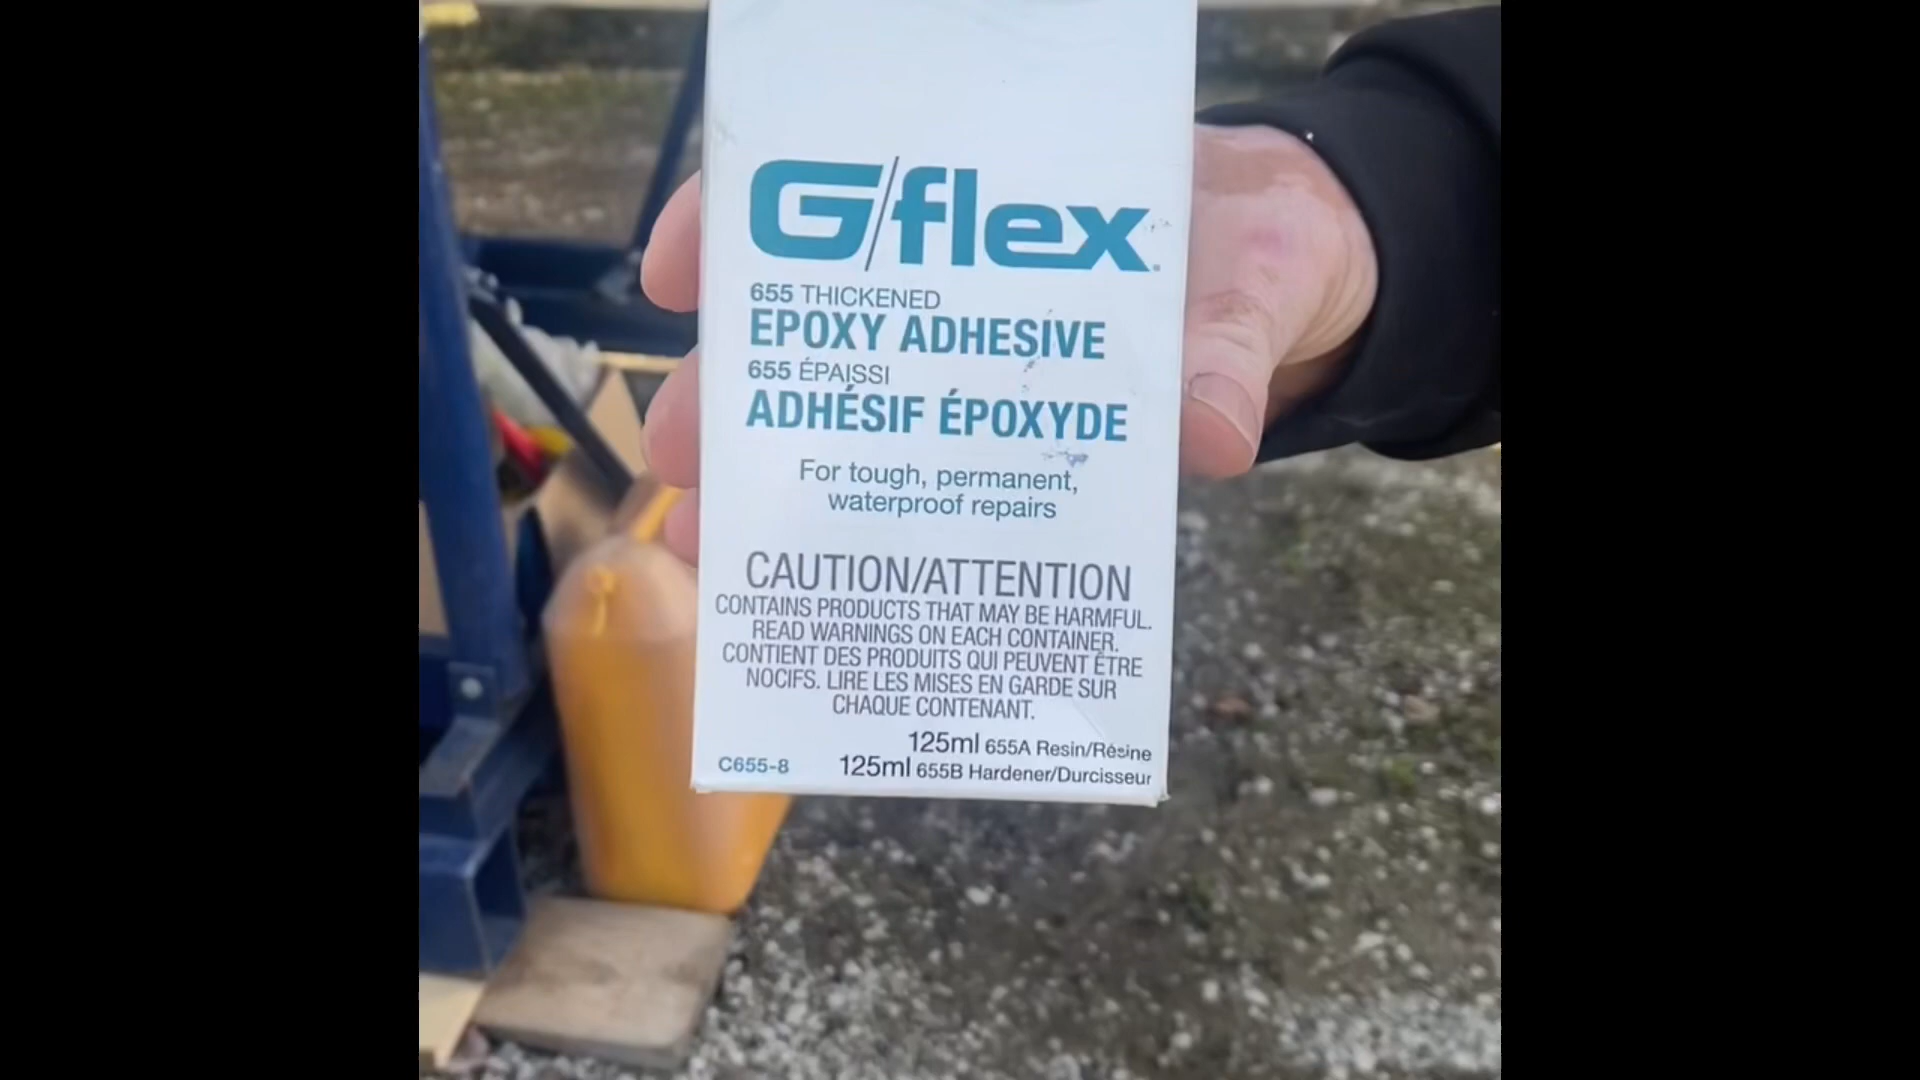 G/flex
655 THICKENED
EPOXY ADHESIVE
655 ÉPAISSI
ADHÉSIF ÉPOXYDE
For tough, permanent,
waterproof repairs
CAUTION/ATTENTION
CONTAINS PRODUCTS THAT MAY BE HARMFUL.
READ WARNINGS ON EACH CONTAINER.
CONTIENT DES PRODUITS QUI PEUVENT ÊTRE
NOCIFS. LIRE LES MISES EN GARDE SUR
CHAQUE CONTENANT.
125ml 655A Resin/Résine
C655-8 125ml 655B Hardener/Durcisseur